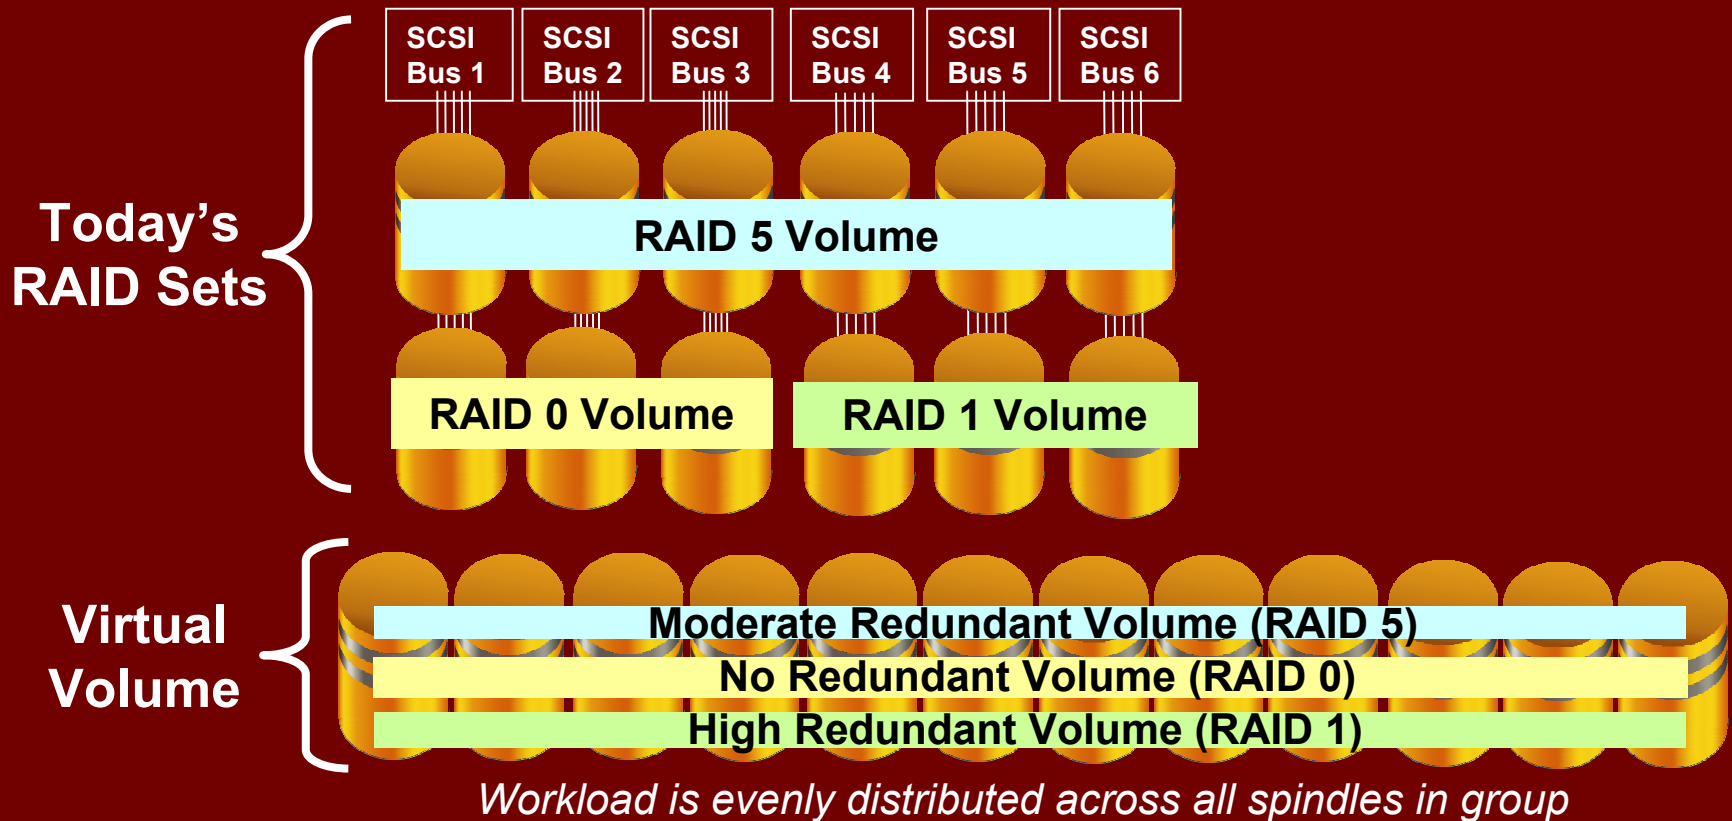 SCSI
Bus 1
SCSI
Bus 2
SCSI
Bus 3
SCSI
Bus 4
SCSI
Bus 5
SCSI
Bus 6
Today’s
RAID Sets
RAID 5 Volume
RAID 0 Volume
RAID 1 Volume
Virtual
Volume
Moderate Redundant Volume (RAID 5)
No Redundant Volume (RAID 0)
High Redundant Volume (RAID 1)
Workload is evenly distributed across all spindles in group